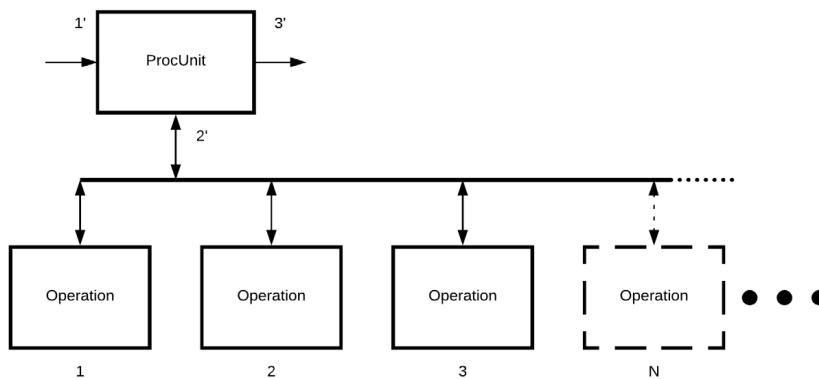 1' 3'
ProcUnit
2'
Operation Operation Operation Operation
1 2 3 N